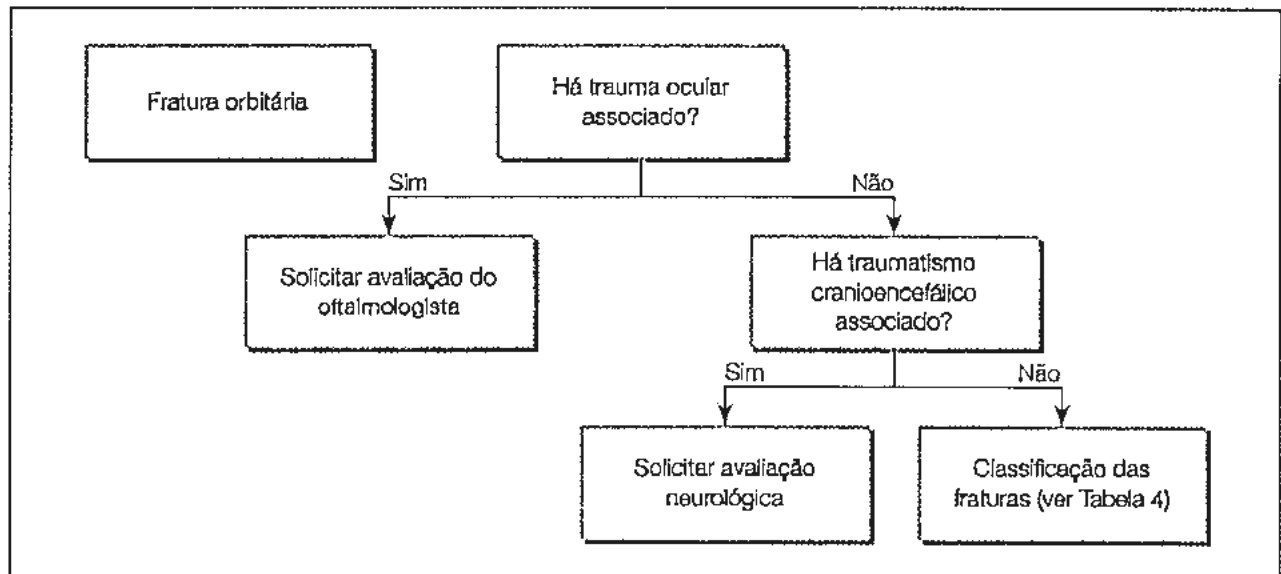 Fratura orbitária
Há trauma ocular
associado?
Sim
Não
Solicitar avaliação do
oftalmologista
Há traumatismo
cranioencefálico
associado?
Sim
Não
Solicitar avaliação
neurológica
Classificação das
fraturas (ver Tabela 4)